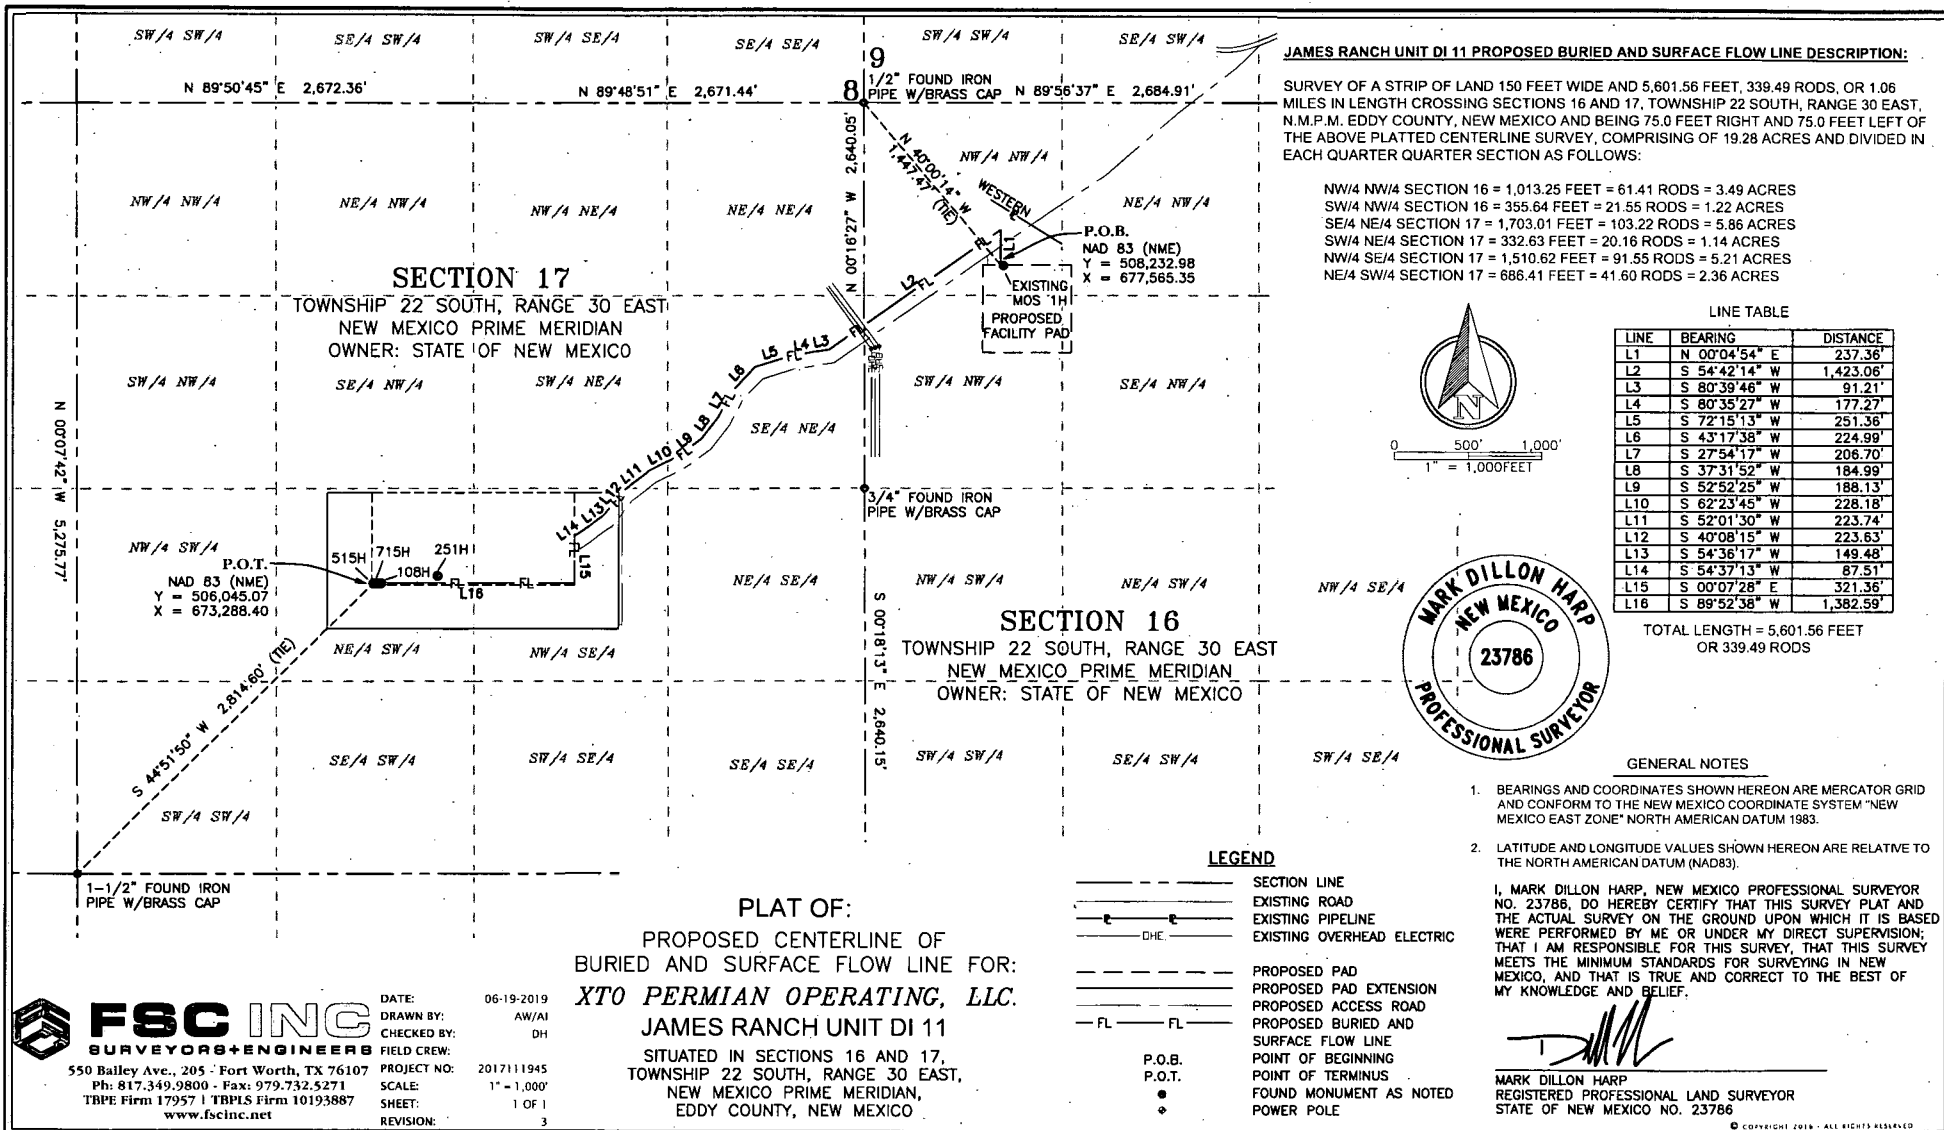 SW/4 SW/4
SE/4 SW/4
SW/4 SE/4
SE/4 SE/4
SW/4 SW/4
SE/4 SW/4
9
8
1/2" FOUND IRON
PIPE W/BRASS CAP
N 89°50'45" E 2,672.36'
N 89°48'51" E 2,671.44'
N 89°56'37" E 2,684.91'
N 00°16'27" W 2,640.05'
N 40°00'14" W
1,447.47' (TIE)
NW/4 NW/4
WESTERN
NW/4 NW/4
NE/4 NW/4
NW/4 NE/4
NE/4 NE/4
NE/4 NW/4
P.O.B.
NAD 83 (NME)
Y = 508,232.98
X = 677,565.35
L1
FL
L2
FL
EXISTING
MOS 1H
PROPOSED
FACILITY PAD
SECTION 17
TOWNSHIP 22 SOUTH, RANGE 30 EAST
NEW MEXICO PRIME MERIDIAN
OWNER: STATE OF NEW MEXICO
FL
L3
L4
FL
L5
L6
L7
FL
L8
L9
FL
L10
L11
L12
L13
L14
L15
SW/4 NW/4
SE/4 NW/4
SW/4 NE/4
SE/4 NE/4
SW/4 NW/4
SE/4 NW/4
N 00°07'42" W 5,275.77'
3/4" FOUND IRON
PIPE W/BRASS CAP
NW/4 SW/4
P.O.T.
NAD 83 (NME)
Y = 506,045.07
X = 673,288.40
515H
715H
251H
108H
FL
FL
L16
NE/4 SE/4
NW/4 SW/4
NE/4 SW/4
NW/4 SE/4
S 00°18'13" E 2,640.15'
SECTION 16
TOWNSHIP 22 SOUTH, RANGE 30 EAST
NEW MEXICO PRIME MERIDIAN
OWNER: STATE OF NEW MEXICO
NE/4 SW/4
NW/4 SE/4
S 44°51'50" W 2,814.60' (TIE)
SE/4 SW/4
SW/4 SE/4
SE/4 SE/4
SW/4 SW/4
SE/4 SW/4
SW/4 SE/4
SW/4 SW/4
1-1/2" FOUND IRON
PIPE W/BRASS CAP
JAMES RANCH UNIT DI 11 PROPOSED BURIED AND SURFACE FLOW LINE DESCRIPTION:
SURVEY OF A STRIP OF LAND 150 FEET WIDE AND 5,601.56 FEET, 339.49 RODS, OR 1.06
MILES IN LENGTH CROSSING SECTIONS 16 AND 17, TOWNSHIP 22 SOUTH, RANGE 30 EAST,
N.M.P.M. EDDY COUNTY, NEW MEXICO AND BEING 75.0 FEET RIGHT AND 75.0 FEET LEFT OF
THE ABOVE PLATTED CENTERLINE SURVEY, COMPRISING OF 19.28 ACRES AND DIVIDED IN
EACH QUARTER QUARTER SECTION AS FOLLOWS:
NW/4 NW/4 SECTION 16 = 1,013.25 FEET = 61.41 RODS = 3.49 ACRES
SW/4 NW/4 SECTION 16 = 355.64 FEET = 21.55 RODS = 1.22 ACRES
SE/4 NE/4 SECTION 17 = 1,703.01 FEET = 103.22 RODS = 5.86 ACRES
SW/4 NE/4 SECTION 17 = 332.63 FEET = 20.16 RODS = 1.14 ACRES
NW/4 SE/4 SECTION 17 = 1,510.62 FEET = 91.55 RODS = 5.21 ACRES
NE/4 SW/4 SECTION 17 = 686.41 FEET = 41.60 RODS = 2.36 ACRES
N
0 500' 1,000'
1" = 1,000FEET
LINE TABLE
LINE BEARING DISTANCE
L1 N 00°04'54" E 237.36'
L2 S 54°42'14" W 1,423.06'
L3 S 80°39'46" W 91.21'
L4 S 80°35'27" W 177.27'
L5 S 72°15'13" W 251.36'
L6 S 43°17'38" W 224.99'
L7 S 27°54'17" W 206.70'
L8 S 37°31'52" W 184.99'
L9 S 52°52'25" W 188.13'
L10 S 62°23'45" W 228.18'
L11 S 52°01'30" W 223.74'
L12 S 40°08'15" W 223.63'
L13 S 54°36'17" W 149.48'
L14 S 54°37'13" W 87.51'
L15 S 00°07'28" E 321.36'
L16 S 89°52'38" W 1,382.59'
TOTAL LENGTH = 5,601.56 FEET
OR 339.49 RODS
MARK DILLON HARP
NEW MEXICO
23786
PROFESSIONAL SURVEYOR
GENERAL NOTES
1. BEARINGS AND COORDINATES SHOWN HEREON ARE MERCATOR GRID
AND CONFORM TO THE NEW MEXICO COORDINATE SYSTEM "NEW
MEXICO EAST ZONE" NORTH AMERICAN DATUM 1983.
2. LATITUDE AND LONGITUDE VALUES SHOWN HEREON ARE RELATIVE TO
THE NORTH AMERICAN DATUM (NAD83).
I, MARK DILLON HARP, NEW MEXICO PROFESSIONAL SURVEYOR
NO. 23786, DO HEREBY CERTIFY THAT THIS SURVEY PLAT AND
THE ACTUAL SURVEY ON THE GROUND UPON WHICH IT IS BASED
WERE PERFORMED BY ME OR UNDER MY DIRECT SUPERVISION;
THAT I AM RESPONSIBLE FOR THIS SURVEY, THAT THIS SURVEY
MEETS THE MINIMUM STANDARDS FOR SURVEYING IN NEW
MEXICO, AND THAT IS TRUE AND CORRECT TO THE BEST OF
MY KNOWLEDGE AND BELIEF.
MARK DILLON HARP
REGISTERED PROFESSIONAL LAND SURVEYOR
STATE OF NEW MEXICO NO. 23786
© COPYRIGHT 2016 - ALL RIGHTS RESERVED
LEGEND
SECTION LINE
EXISTING ROAD
EXISTING PIPELINE
OHE
EXISTING OVERHEAD ELECTRIC
PROPOSED PAD
PROPOSED PAD EXTENSION
PROPOSED ACCESS ROAD
FL FL PROPOSED BURIED AND
SURFACE FLOW LINE
P.O.B. POINT OF BEGINNING
P.O.T. POINT OF TERMINUS
FOUND MONUMENT AS NOTED
POWER POLE
PLAT OF:
PROPOSED CENTERLINE OF
BURIED AND SURFACE FLOW LINE FOR:
XTO PERMIAN OPERATING, LLC.
JAMES RANCH UNIT DI 11
SITUATED IN SECTIONS 16 AND 17,
TOWNSHIP 22 SOUTH, RANGE 30 EAST,
NEW MEXICO PRIME MERIDIAN,
EDDY COUNTY, NEW MEXICO
FSC INC
SURVEYORS+ENGINEERS
550 Bailey Ave., 205 - Fort Worth, TX 76107
Ph: 817.349.9800 - Fax: 979.732.5271
TBPE Firm 17957 | TBPLS Firm 10193887
www.fscinc.net
DATE: 06-19-2019
DRAWN BY: AW/AI
CHECKED BY: DH
FIELD CREW:
PROJECT NO: 2017111945
SCALE: 1" = 1,000'
SHEET: 1 OF 1
REVISION: 3